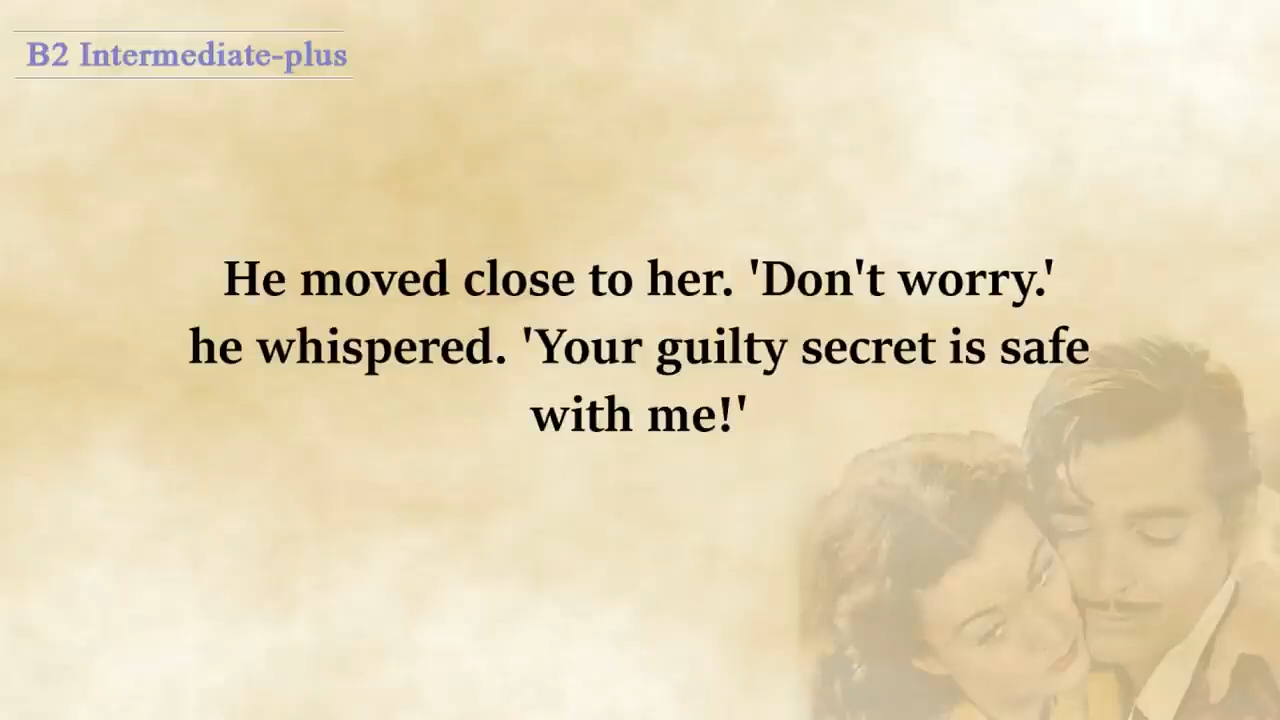 B2 Intermediate-plus
He moved close to her. 'Don't worry.'
he whispered. 'Your guilty secret is safe
with me!'